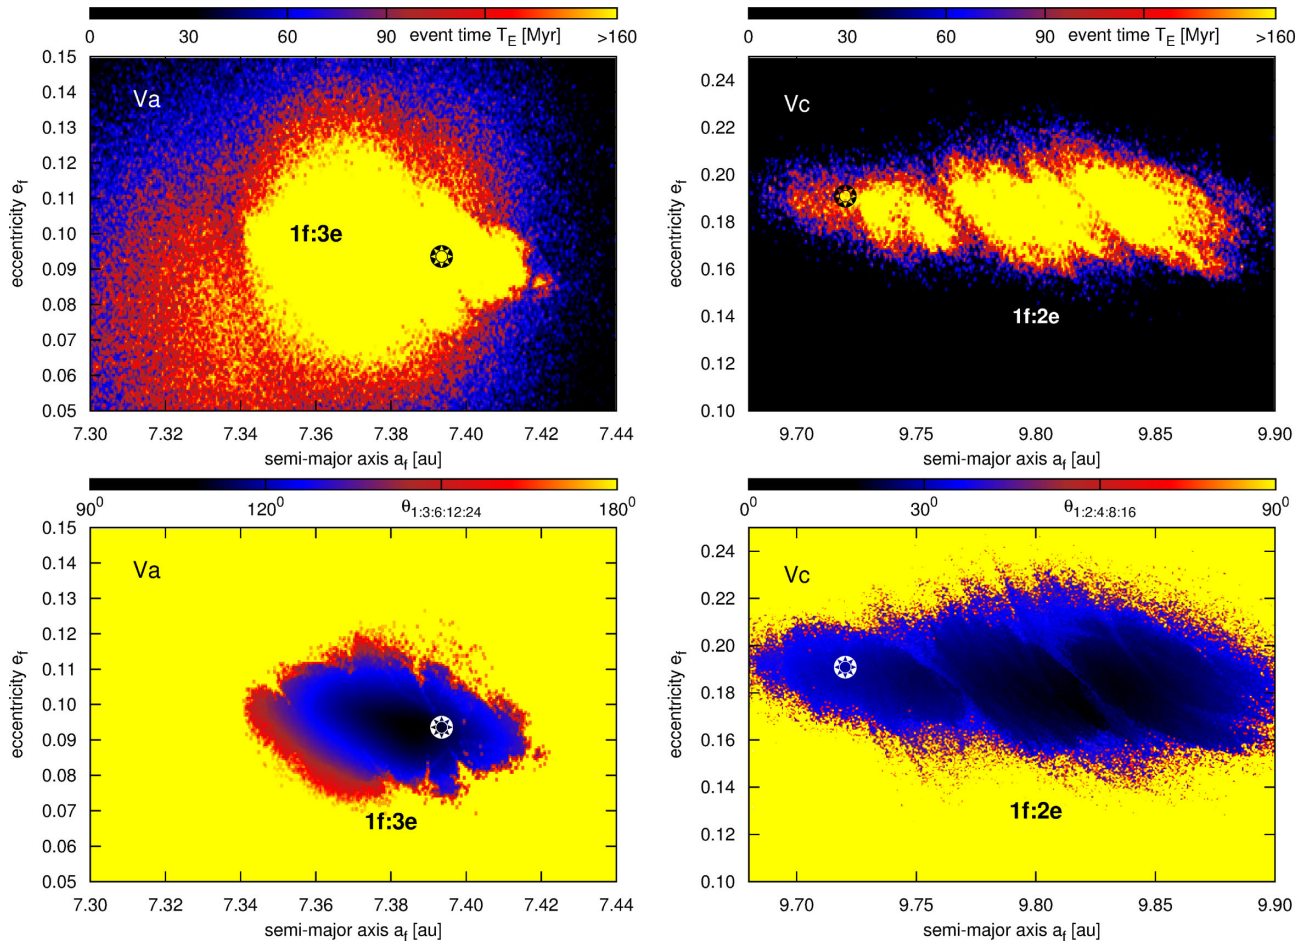 0 30 60 90 event time T_E [Myr] >160
0.15
0.14
0.13
0.12
0.11
0.10
0.09
0.08
0.07
0.06
0.05
eccentricity e_f
Va
1f:3e
7.30 7.32 7.34 7.36 7.38 7.40 7.42 7.44
semi-major axis a_f [au]
0 30 60 90 event time T_E [Myr] >160
0.24
0.22
0.20
0.18
0.16
0.14
0.12
0.10
eccentricity e_f
Vc
1f:2e
9.70 9.75 9.80 9.85 9.90
semi-major axis a_f [au]
90⁰ 120⁰ θ_1:3:6:12:24 180⁰
0.15
0.14
0.13
0.12
0.11
0.10
0.09
0.08
0.07
0.06
0.05
eccentricity e_f
Va
1f:3e
7.30 7.32 7.34 7.36 7.38 7.40 7.42 7.44
semi-major axis a_f [au]
0⁰ 30⁰ θ_1:2:4:8:16 90⁰
0.24
0.22
0.20
0.18
0.16
0.14
0.12
0.10
eccentricity e_f
Vc
1f:2e
9.70 9.75 9.80 9.85 9.90
semi-major axis a_f [au]